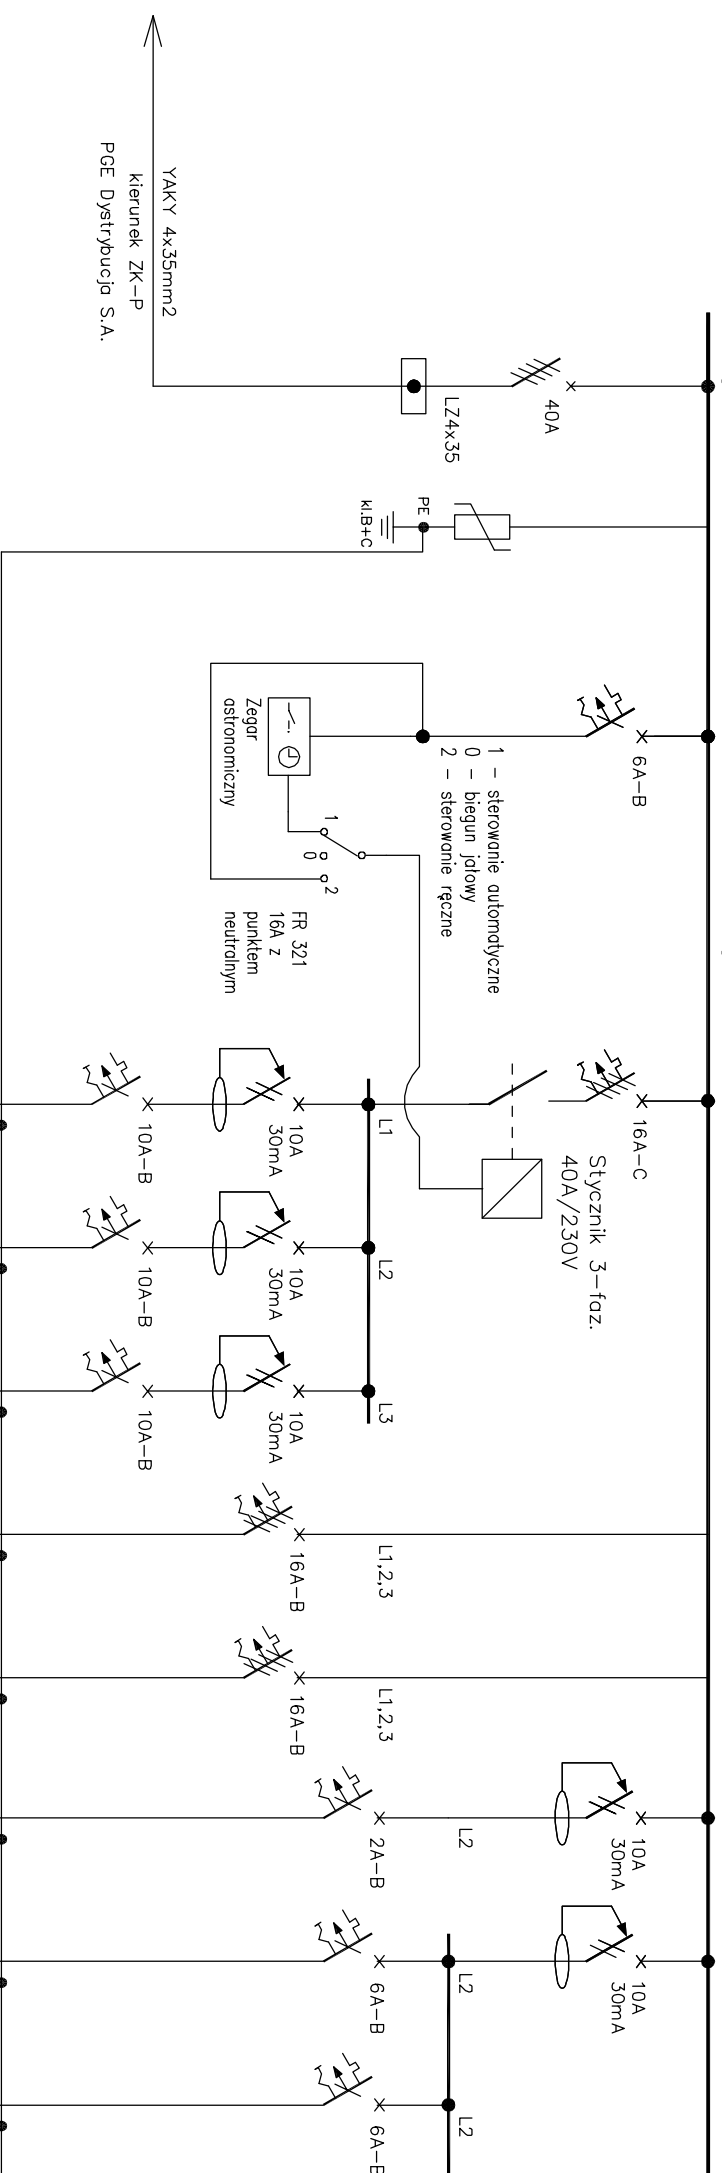 YAKY 4x35mm2
kierunek ZK-P
PGE Dystrybucja S.A.
40A
LZ4x35
PE
kl.B+C
6A-B
1 - sterowanie automatyczne
0 - biegun jałowy
2 - sterowanie ręczne
Zegar
astronomiczny
1
0
2
FR 321
16A z
punktem
neutralnym
16A-C
Stycznik 3-faz.
40A/230V
L1
10A
30mA
10A-B
L2
10A
30mA
10A-B
L3
10A
30mA
10A-B
L1,2,3
16A-B
L1,2,3
16A-B
10A
30mA
L2
2A-B
10A
30mA
L2
6A-B
L2
6A-B